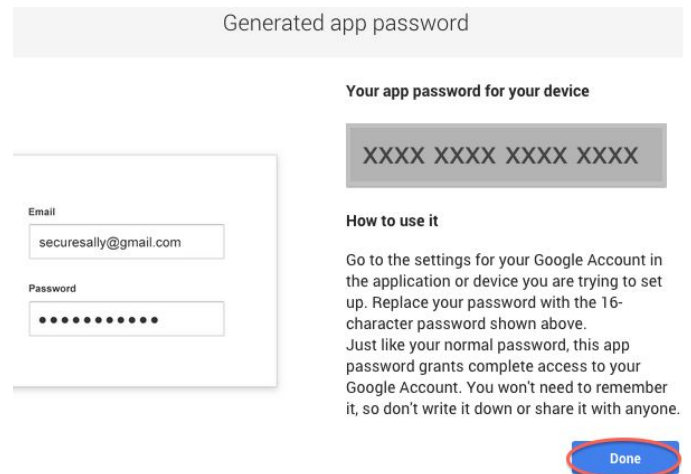 Generated app password
Your app password for your device
XXXX XXXX XXXX XXXX
Email
securesally@gmail.com
Password
•••••••••••
How to use it
Go to the settings for your Google Account in
the application or device you are trying to set
up. Replace your password with the 16-
character password shown above.
Just like your normal password, this app
password grants complete access to your
Google Account. You won't need to remember
it, so don't write it down or share it with anyone.
Done